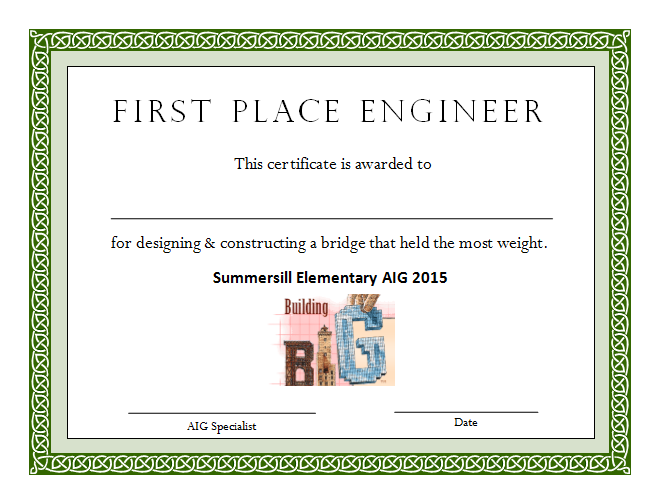 FIRST PLACE ENGINEER
This certificate is awarded to
for designing & constructing a bridge that held the most weight.
Summersill Elementary AIG 2015
Building
BIG
AIG Specialist
Date